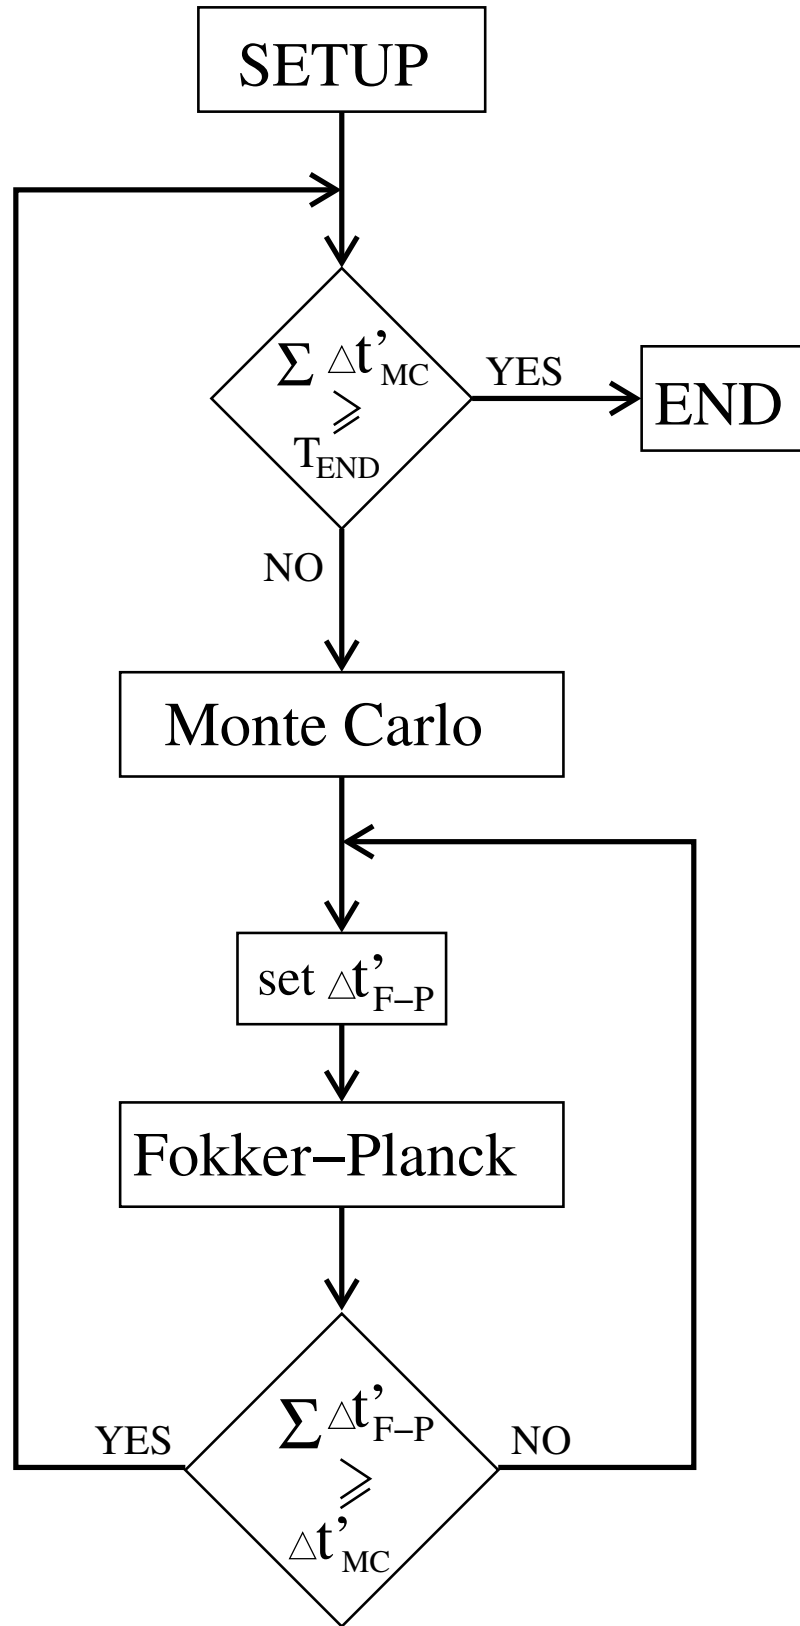 SETUP
Σ △t'MC
⩾
TEND
YES
END
NO
Monte Carlo
set △t'F−P
Fokker−Planck
Σ △t'F−P
⩾
△t'MC
YES
NO